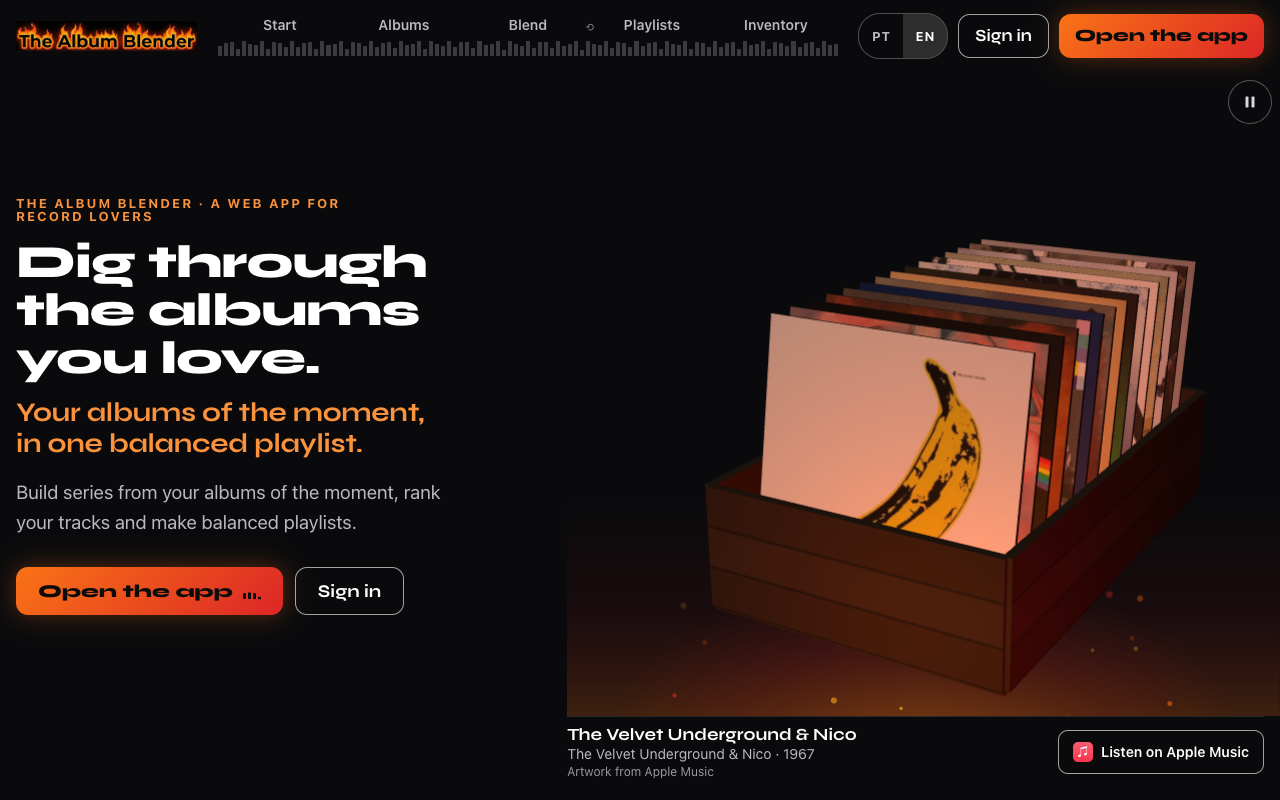 The Album Blender
Start
Albums
Blend
Playlists
Inventory
PT
EN
Sign in
Open the app
THE ALBUM BLENDER · A WEB APP FOR
RECORD LOVERS
Dig through
the albums
you love.
Your albums of the moment,
in one balanced playlist.
Build series from your albums of the moment, rank
your tracks and make balanced playlists.
Open the app
Sign in
The Velvet Underground & Nico
The Velvet Underground & Nico · 1967
Artwork from Apple Music
Listen on Apple Music